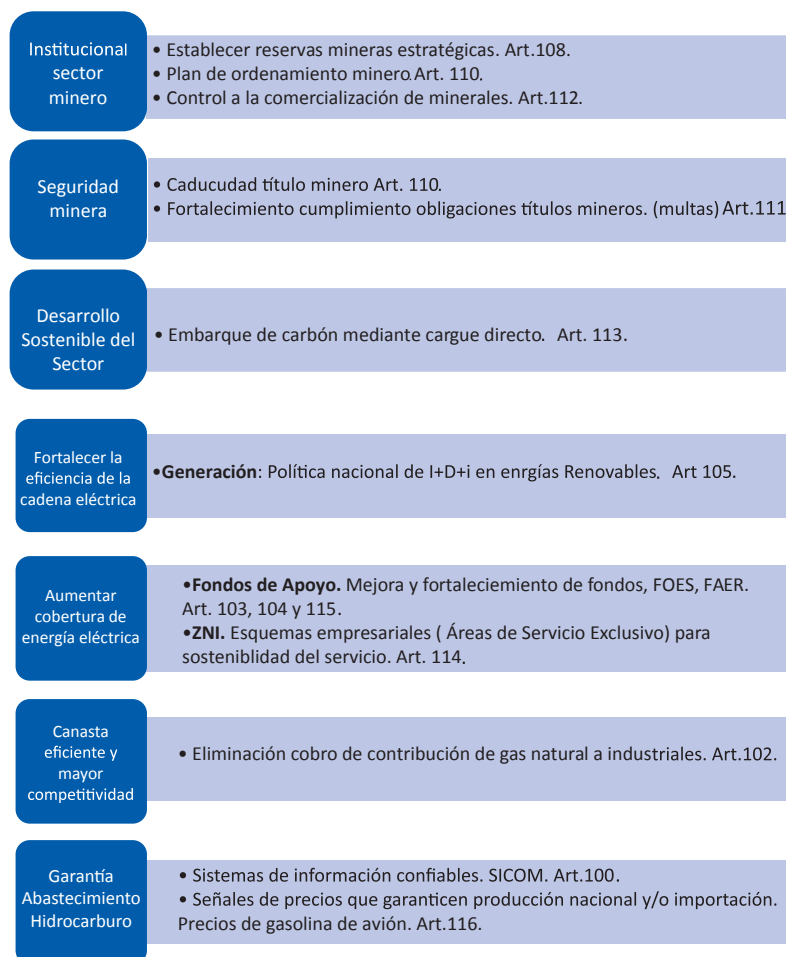 Institucional
sector
minero
• Establecer reservas mineras estratégicas. Art.108.
• Plan de ordenamiento minero.Art. 110.
• Control a la comercialización de minerales. Art.112.
Seguridad
minera
• Caducudad título minero Art. 110.
• Fortalecimiento cumplimiento obligaciones títulos mineros. (multas) Art.111
Desarrollo
Sostenible del
Sector
• Embarque de carbón mediante cargue directo. Art. 113.
Fortalecer la
eficiencia de la
cadena eléctrica
•Generación: Política nacional de I+D+i en enrgías Renovables. Art 105.
Aumentar
cobertura de
energía eléctrica
•Fondos de Apoyo. Mejora y fortaleciemiento de fondos, FOES, FAER.
Art. 103, 104 y 115.
•ZNI. Esquemas empresariales ( Áreas de Servicio Exclusivo) para
sosteniblidad del servicio. Art. 114.
Canasta
eficiente y
mayor
competitividad
• Eliminación cobro de contribución de gas natural a industriales. Art.102.
Garantía
Abastecimiento
Hidrocarburo
• Sistemas de información confiables. SICOM. Art.100.
• Señales de precios que garanticen producción nacional y/o importación.
Precios de gasolina de avión. Art.116.